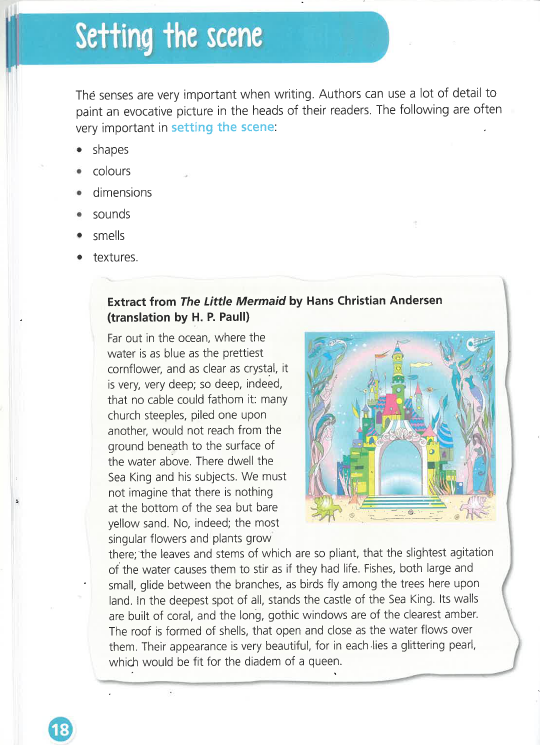 Setting the scene
The senses are very important when writing. Authors can use a lot of detail to
paint an evocative picture in the heads of their readers. The following are often
very important in setting the scene:
• shapes
• colours
• dimensions
• sounds
• smells
• textures.
Extract from The Little Mermaid by Hans Christian Andersen
(translation by H. P. Paull)
Far out in the ocean, where the
water is as blue as the prettiest
cornflower, and as clear as crystal, it
is very, very deep; so deep, indeed,
that no cable could fathom it: many
church steeples, piled one upon
another, would not reach from the
ground beneath to the surface of
the water above. There dwell the
Sea King and his subjects. We must
not imagine that there is nothing
at the bottom of the sea but bare
yellow sand. No, indeed; the most
singular flowers and plants grow
there; the leaves and stems of which are so pliant, that the slightest agitation
of the water causes them to stir as if they had life. Fishes, both large and
small, glide between the branches, as birds fly among the trees here upon
land. In the deepest spot of all, stands the castle of the Sea King. Its walls
are built of coral, and the long, gothic windows are of the clearest amber.
The roof is formed of shells, that open and close as the water flows over
them. Their appearance is very beautiful, for in each lies a glittering pearl,
which would be fit for the diadem of a queen.
18